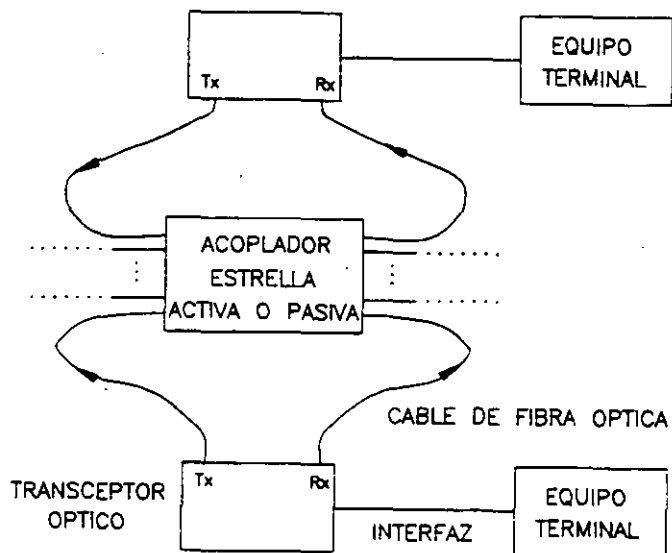 Tx
Rx
EQUIPO
TERMINAL
ACOPLADOR
ESTRELLA
ACTIVA O PASIVA
CABLE DE FIBRA OPTICA
TRANSCEPTOR
OPTICO
Tx
Rx
INTERFAZ
EQUIPO
TERMINAL